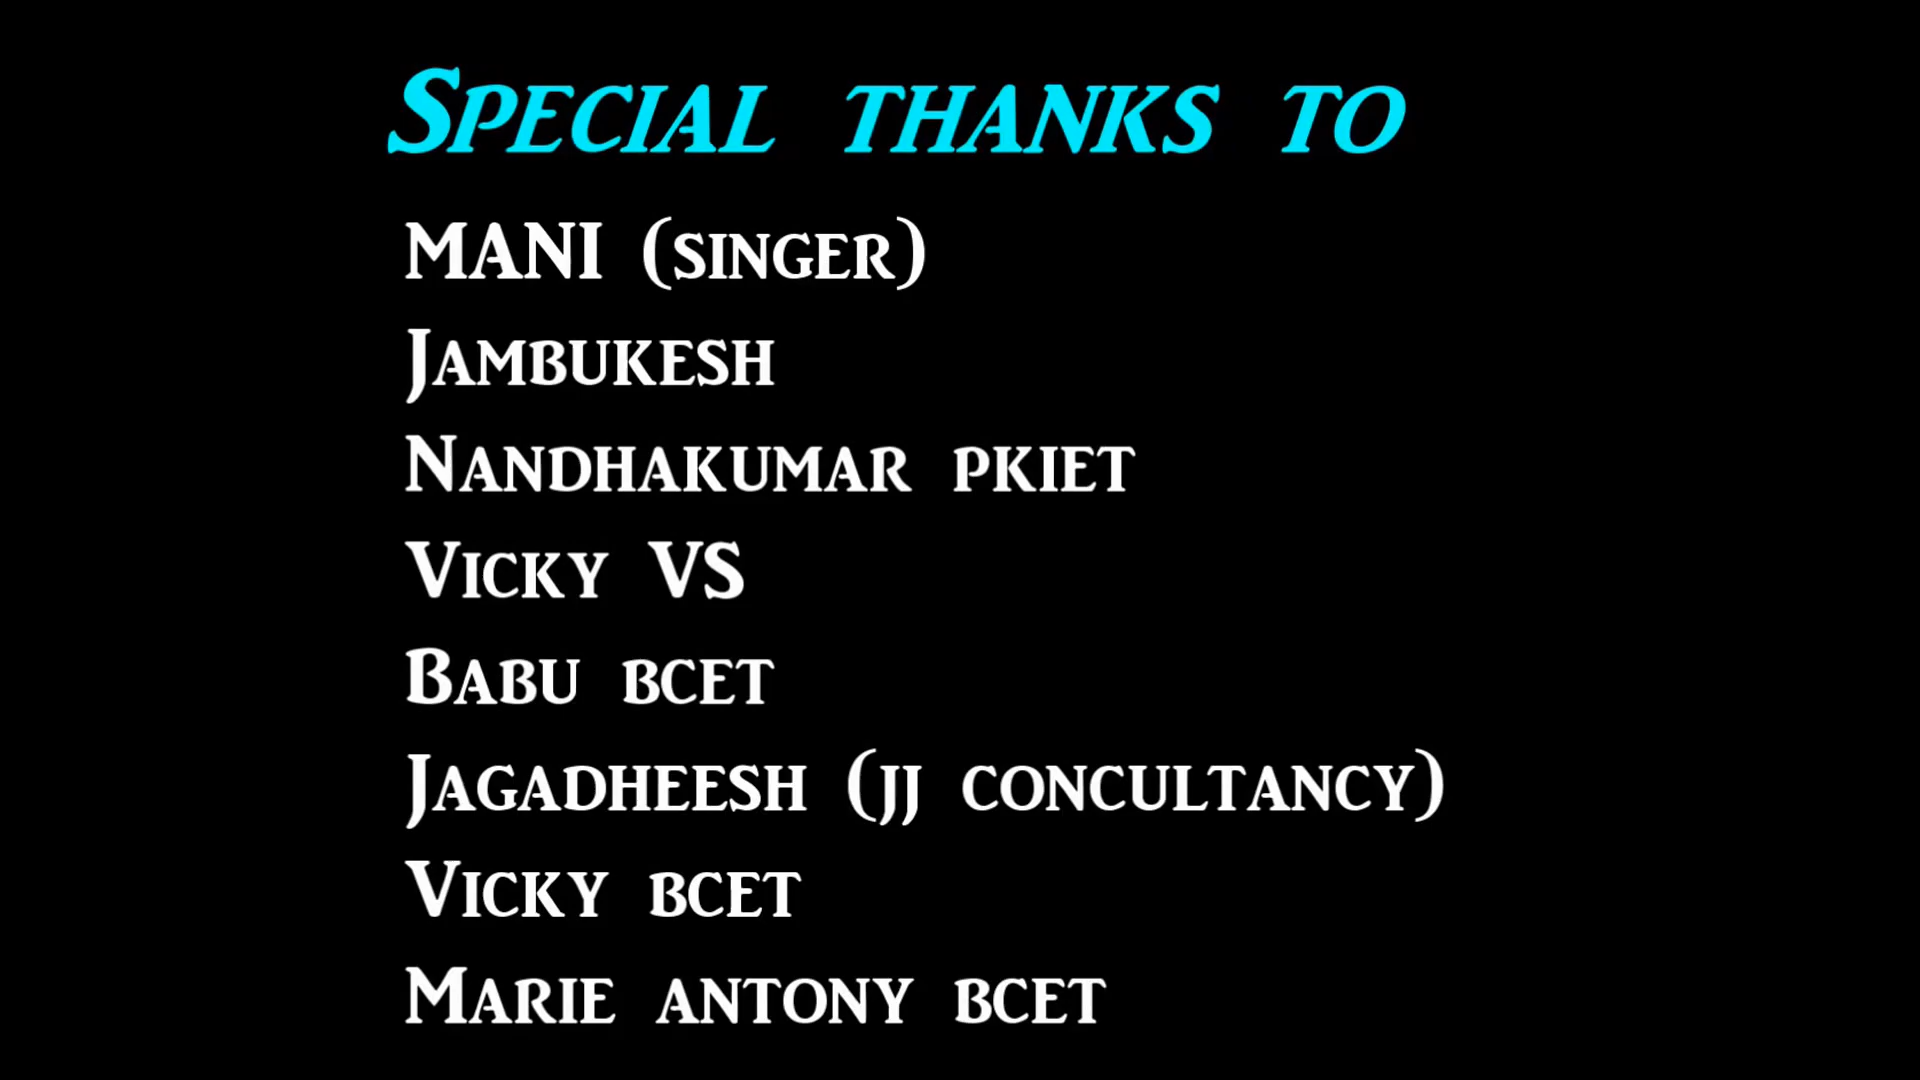 Special thanks to
MANI (singer)
Jambukesh
Nandhakumar pkiet
Vicky VS
Babu bcet
Jagadheesh (jj concultancy)
Vicky bcet
Marie antony bcet